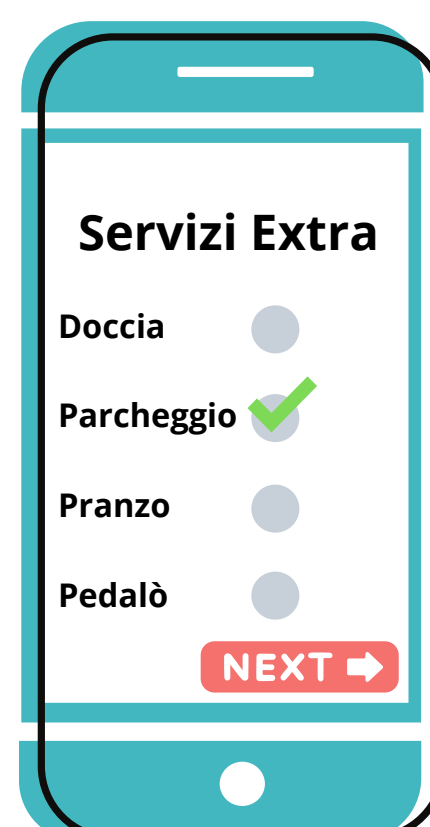 Servizi Extra
Doccia
Parcheggio
Pranzo
Pedalò
NEXT